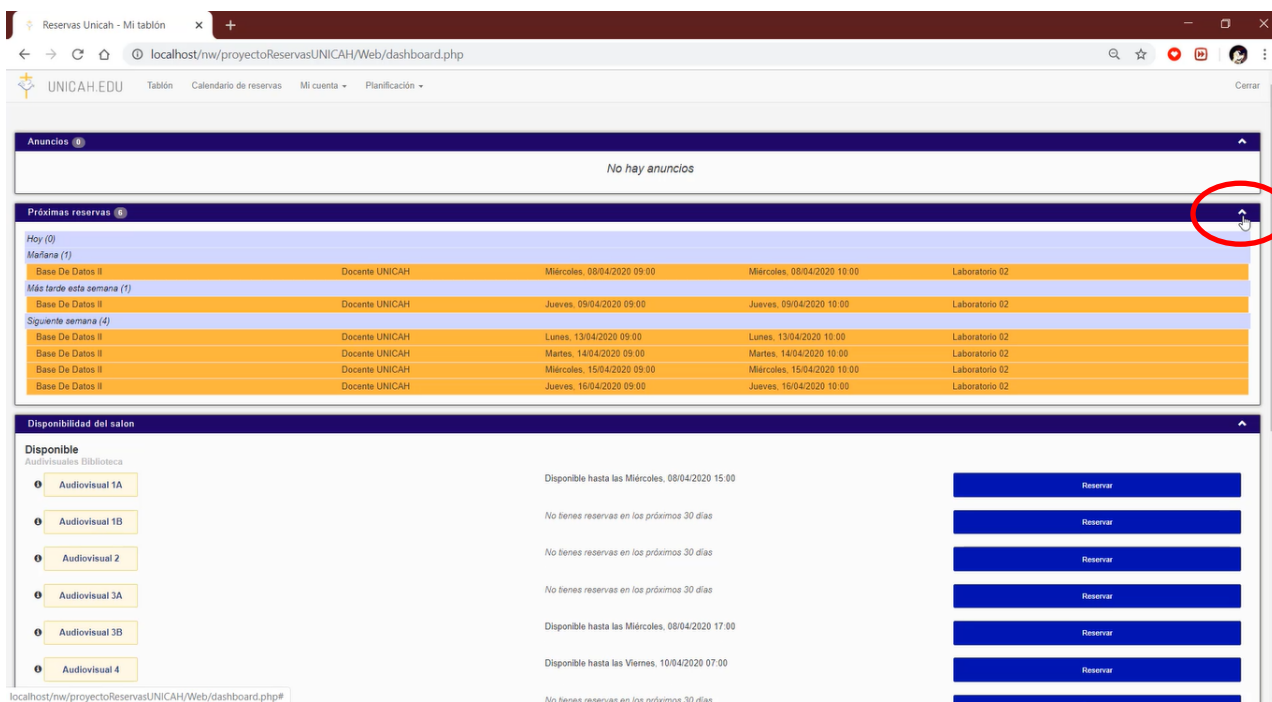 Reservas Unicah - Mi tablón
localhost/nw/proyectoReservasUNICAH/Web/dashboard.php
UNICAH.EDU Tablón Calendario de reservas Mi cuenta Planificación Cerrar
Anuncios 0
No hay anuncios
Próximas reservas 6
Hoy (0)
Mañana (1)
Base De Datos II Docente UNICAH Miércoles, 08/04/2020 09:00 Miércoles, 08/04/2020 10:00 Laboratorio 02
Más tarde esta semana (1)
Base De Datos II Docente UNICAH Jueves, 09/04/2020 09:00 Jueves, 09/04/2020 10:00 Laboratorio 02
Siguiente semana (4)
Base De Datos II Docente UNICAH Lunes, 13/04/2020 09:00 Lunes, 13/04/2020 10:00 Laboratorio 02
Base De Datos II Docente UNICAH Martes, 14/04/2020 09:00 Martes, 14/04/2020 10:00 Laboratorio 02
Base De Datos II Docente UNICAH Miércoles, 15/04/2020 09:00 Miércoles, 15/04/2020 10:00 Laboratorio 02
Base De Datos II Docente UNICAH Jueves, 16/04/2020 09:00 Jueves, 16/04/2020 10:00 Laboratorio 02
Disponibilidad del salon
Disponible
Audivisuales Biblioteca
Audiovisual 1A Disponible hasta las Miércoles, 08/04/2020 15:00 Reservar
Audiovisual 1B No tienes reservas en los próximos 30 días Reservar
Audiovisual 2 No tienes reservas en los próximos 30 días Reservar
Audiovisual 3A No tienes reservas en los próximos 30 días Reservar
Audiovisual 3B Disponible hasta las Miércoles, 08/04/2020 17:00 Reservar
Audiovisual 4 Disponible hasta las Viernes, 10/04/2020 07:00 Reservar
No tienes reservas en los próximos 30 días
localhost/nw/proyectoReservasUNICAH/Web/dashboard.php#